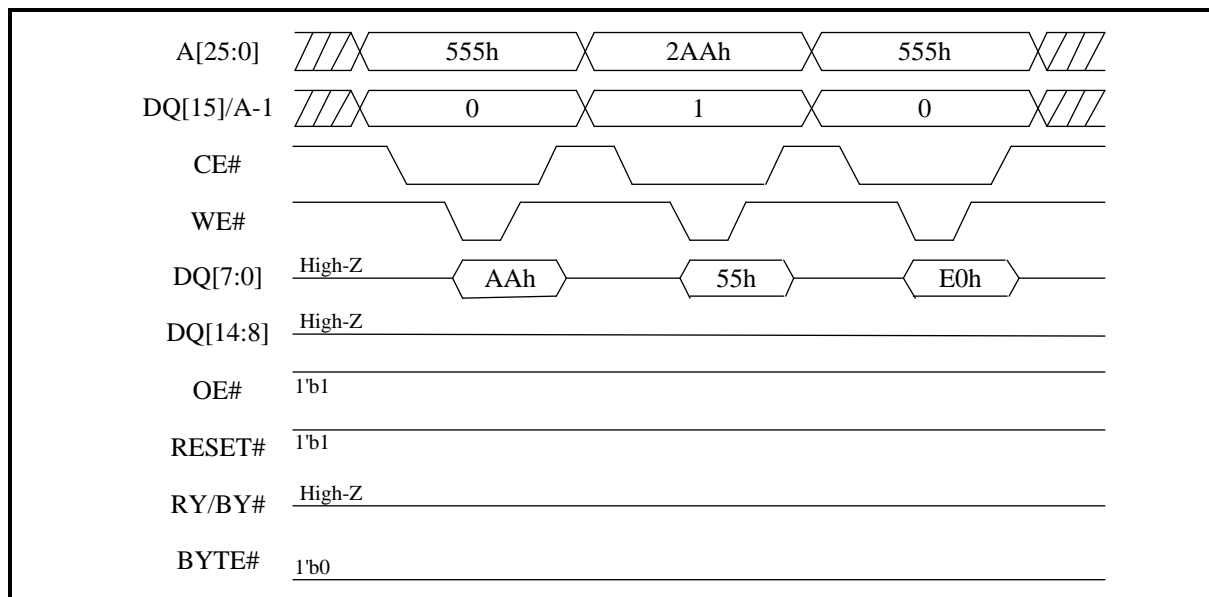 A[25:0] 555h 2AAh 555h
DQ[15]/A-1 0 1 0
CE#
WE#
DQ[7:0] High-Z AAh 55h E0h
DQ[14:8] High-Z
OE# 1'b1
RESET# 1'b1
RY/BY# High-Z
BYTE# 1'b0